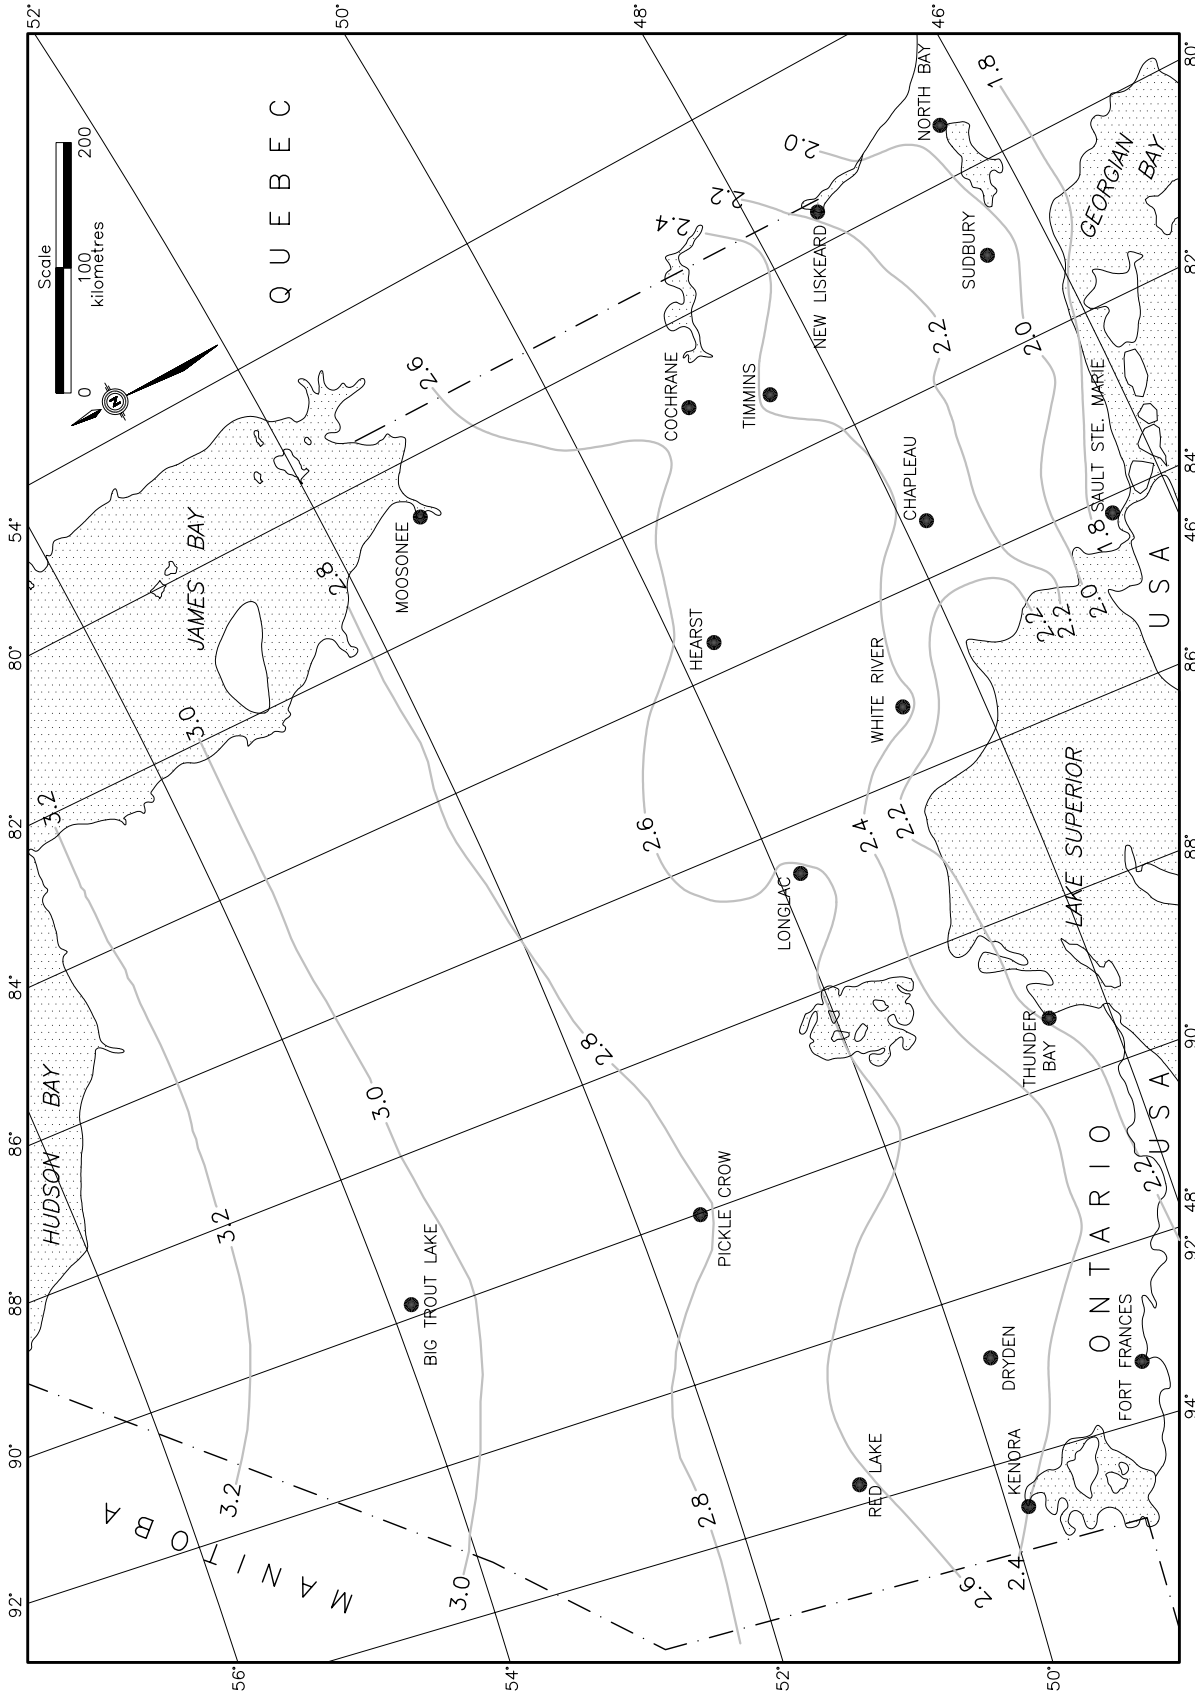 52°
50°
48°
46°
80°
Scale
0
100
200
kilometres
N
QUEBEC
NORTH BAY
1.8
2.0
2.2
2.4
GEORGIAN
BAY
SUDBURY
NEW LISKEARD
82°
2.0
2.2
COCHRANE
TIMMINS
2.6
SAULT STE. MARIE
CHAPLEAU
84°
46°
1.8
54°
JAMES BAY
MOOSONEE
2.8
USA
2.0
2.2
2.2
HEARST
WHITE RIVER
80°
86°
3.0
3.2
82°
2.6
2.4
2.2
LAKE SUPERIOR
88°
LONGLAC
84°
HUDSON BAY
THUNDER
BAY
90°
2.8
3.0
USA
86°
ONTARIO
2.2
48°
92°
PICKLE CROW
3.2
BIG TROUT LAKE
88°
DRYDEN
FORT FRANCES
94°
90°
KENORA
RED LAKE
3.2
2.8
MANITOBA
3.0
2.6
2.4
92°
56°
54°
52°
50°